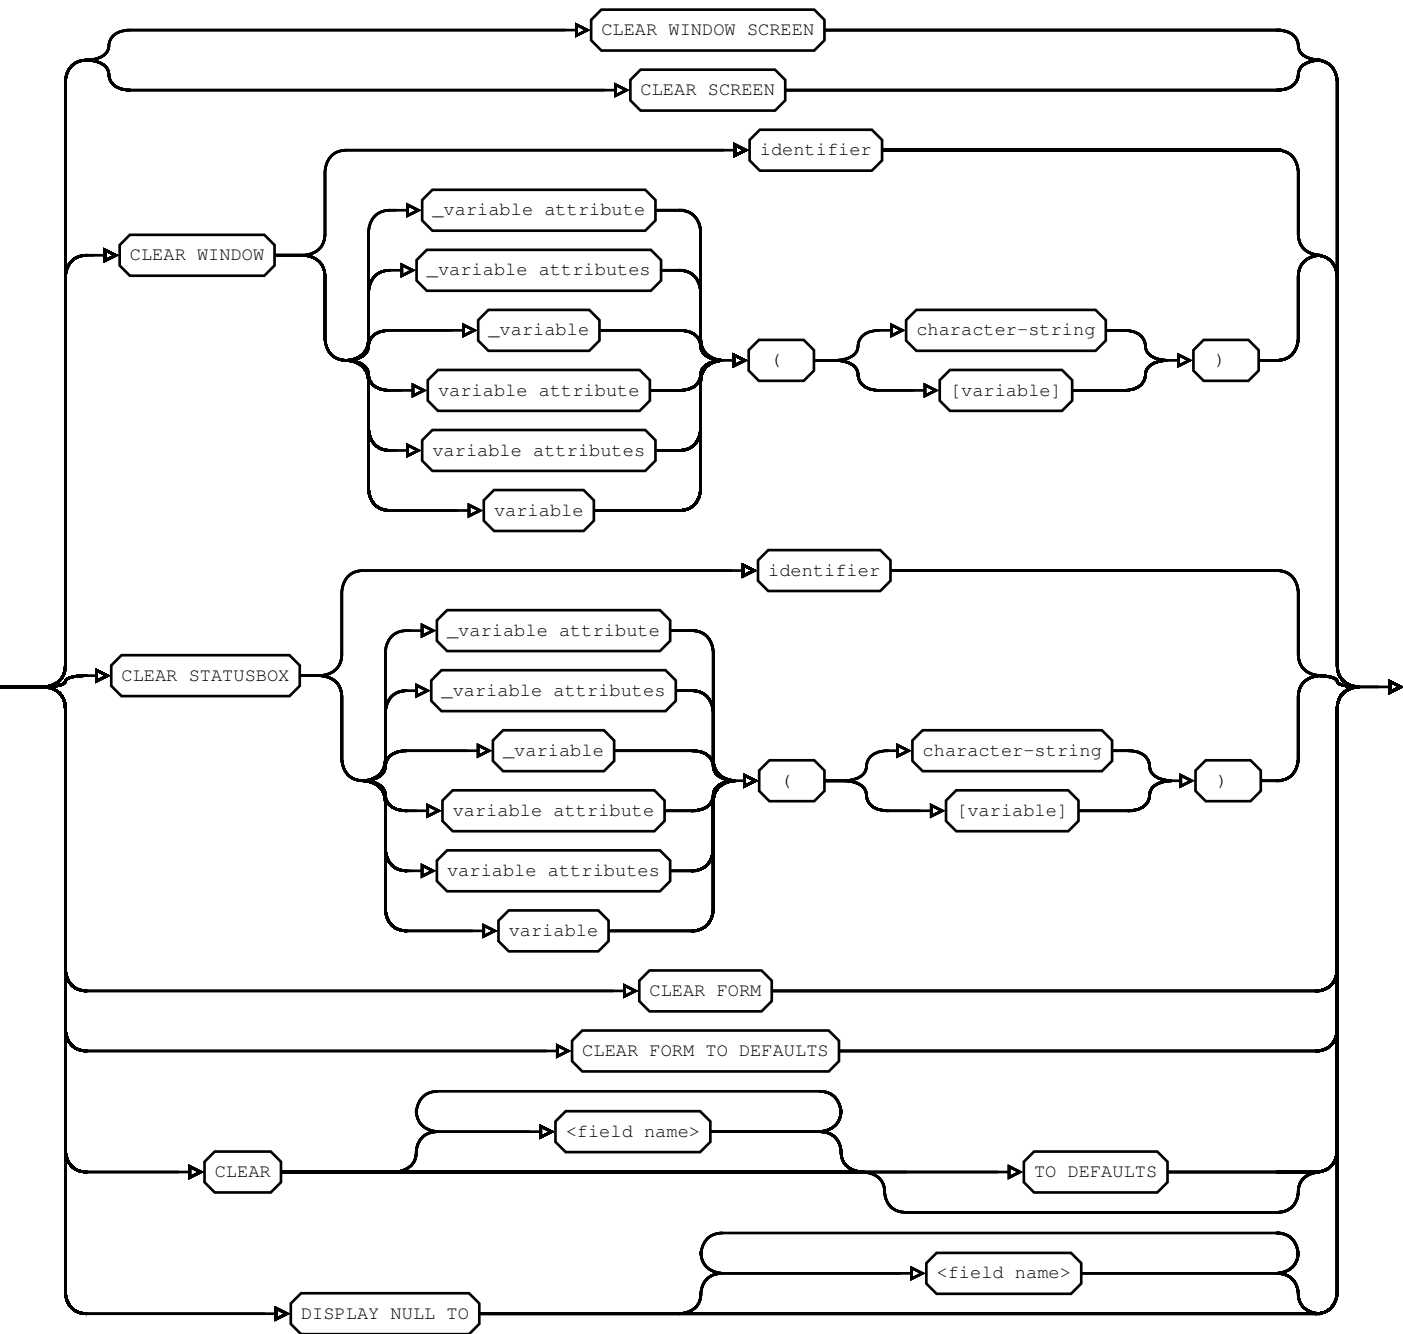 CLEAR WINDOW SCREEN
CLEAR SCREEN
identifier
_variable attribute
CLEAR WINDOW
_variable attributes
_variable
character-string
(
)
variable attribute
[variable]
variable attributes
variable
identifier
_variable attribute
CLEAR STATUSBOX
_variable attributes
_variable
character-string
(
)
variable attribute
[variable]
variable attributes
variable
CLEAR FORM
CLEAR FORM TO DEFAULTS
<field name>
CLEAR
TO DEFAULTS
<field name>
DISPLAY NULL TO